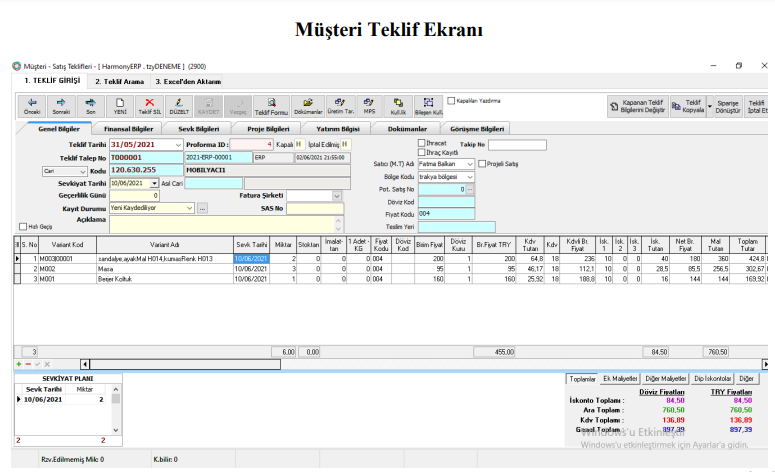 Müşteri Teklif Ekranı
Müşteri - Satış Teklifleri - [ HarmonyERP . tzyDENEME ] (2900)
1. TEKLİF GİRİŞİ 2. Teklif Arama 3. Excel'den Aktarım
Önceki Sonraki Son YENİ Teklif SİL DÜZELT KAYDET Vazgeç Teklif Formu Dökümanlar Üretim Tar. MPS Kull.ık Bileşen Kull. Kapalıları Yazdırma Kapanan Teklif Bilgilerini Değiştir Teklif Kopyala Siparişe Dönüştür Teklifi İptal Et
Genel Bilgiler Finansal Bilgiler Sevk Bilgileri Proje Bilgileri Yatırım Bilgisi Dokümanlar Görüşme Bilgileri
Teklif Tarihi 31/05/2021 Proforma ID : 4 Kapalı H İptal Edilmiş H İhracat Takip No
İhraç Kayıtlı
Teklif Talep No T000001 2021-ERP-00001 ERP 02/06/2021 21:55:00
Satıcı (M.T) Adı Fatma Balkan Projeli Satış
Cari Kodu 120.630.255 MOBİLYACI1
Bölge Kodu trakya bölgesi
Sevkiyat Tarihi 10/06/2021 Asıl Cari
Pot. Satış No 0
Geçerlilik Günü 0 Fatura Şirketi
Döviz Kod
Kayıt Durumu Yeni Kaydediliyor SAS No
Fiyat Kodu 004
Açıklama
Teslim Yeri
Hızlı Geçiş
S. No Variant Kod Variant Adı Sevk Tarihi Miktar Stoktan İmalat-tan 1 Adet - KG Fiyat Kodu Döviz Kod Birim Fiyat Döviz Kuru Br.Fiyat TRY Kdv Tutarı Kdv Kdvli Br. Fiyat İsk. 1 İsk. 2 İsk. 3 İsk. Tutarı Net Br. Fiyat Mal Tutarı Toplam Tutar
1 M003|00001 sandalye,ayakMal H014,kumasRenk H013 10/06/2021 2 0 0 0 004 200 1 200 64,8 18 236 10 0 0 40 180 360 424,8
2 M002 Masa 10/06/2021 3 0 0 0 004 95 1 95 46,17 18 112,1 10 0 0 28,5 85,5 256,5 302,67
3 M001 Berjer Koltuk 10/06/2021 1 0 0 0 004 160 1 160 25,92 18 188,8 10 0 0 16 144 144 169,92
3 6,00 0,00 455,00 84,50 760,50
SEVKİYAT PLANI
Sevk Tarihi Miktar
10/06/2021 2
2 2
Toplamlar Ek Maliyetler Diğer Maliyetler Dip İskontolar Diğer
Döviz Fiyatları TRY Fiyatları
İskonto Toplamı : 84,50 84,50
Ara Toplam : 760,50 760,50
Kdv Toplamı : 136,89 136,89
Genel Toplam : 897,39 897,39
Windows'u Etkinleştir
Windows'u etkinleştirmek için Ayarlar'a gidin.
Rzv.Edilmemiş Mik: 0 K.bilir: 0